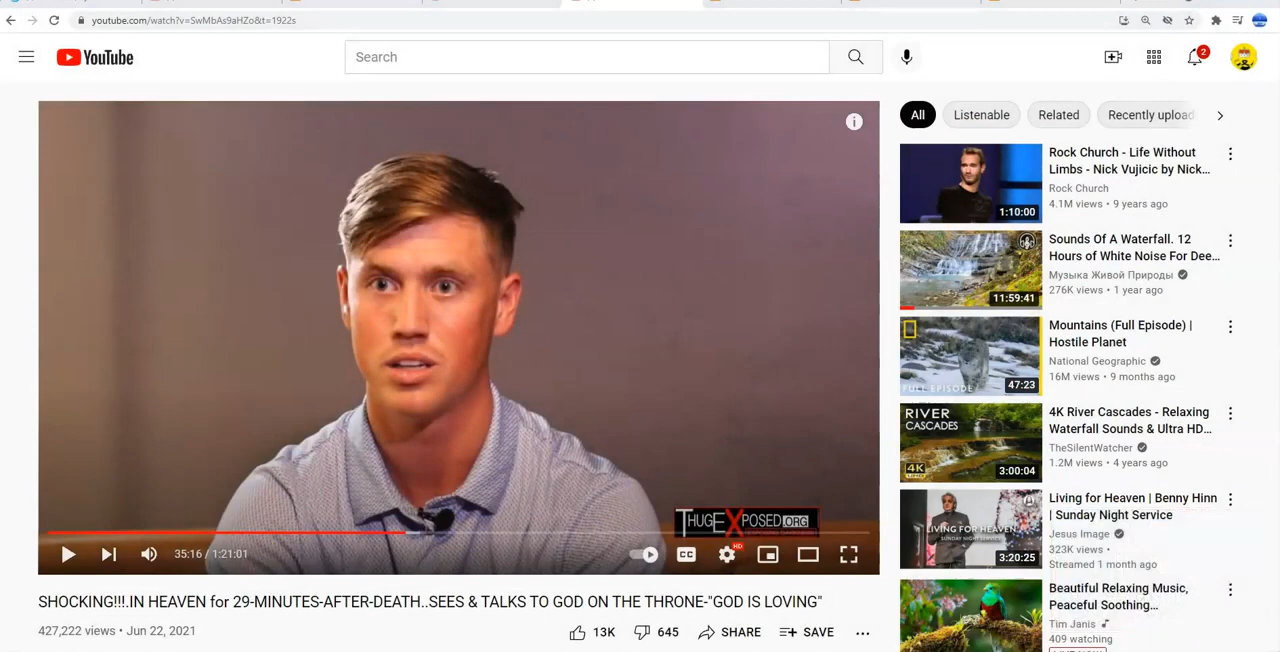 youtube.com/watch?v=SwMbAs9aHZo&t=1922s
YouTube
Search
2
All
Listenable
Related
Recently upload
THUGEXPOSED.ORG
35:16 / 1:21:01
CC
HD
SHOCKING!!!.IN HEAVEN for 29-MINUTES-AFTER-DEATH..SEES & TALKS TO GOD ON THE THRONE-"GOD IS LOVING"
427,222 views • Jun 22, 2021
13K
645
SHARE
SAVE
1:10:00
Rock Church - Life Without
Limbs - Nick Vujicic by Nick...
Rock Church
4.1M views • 9 years ago
11:59:41
Sounds Of A Waterfall. 12
Hours of White Noise For Dee...
Музыка Живой Природы
276K views • 1 year ago
FULL EPISODE
47:23
Mountains (Full Episode) |
Hostile Planet
National Geographic
16M views • 9 months ago
RIVER
CASCADES
4K
3:00:04
4K River Cascades - Relaxing
Waterfall Sounds & Ultra HD...
TheSilentWatcher
1.2M views • 4 years ago
LIVING FOR HEAVEN
SUNDAY NIGHT SERVICE
3:20:25
Living for Heaven | Benny Hinn
| Sunday Night Service
Jesus Image
323K views •
Streamed 1 month ago
Beautiful Relaxing Music,
Peaceful Soothing...
Tim Janis
409 watching